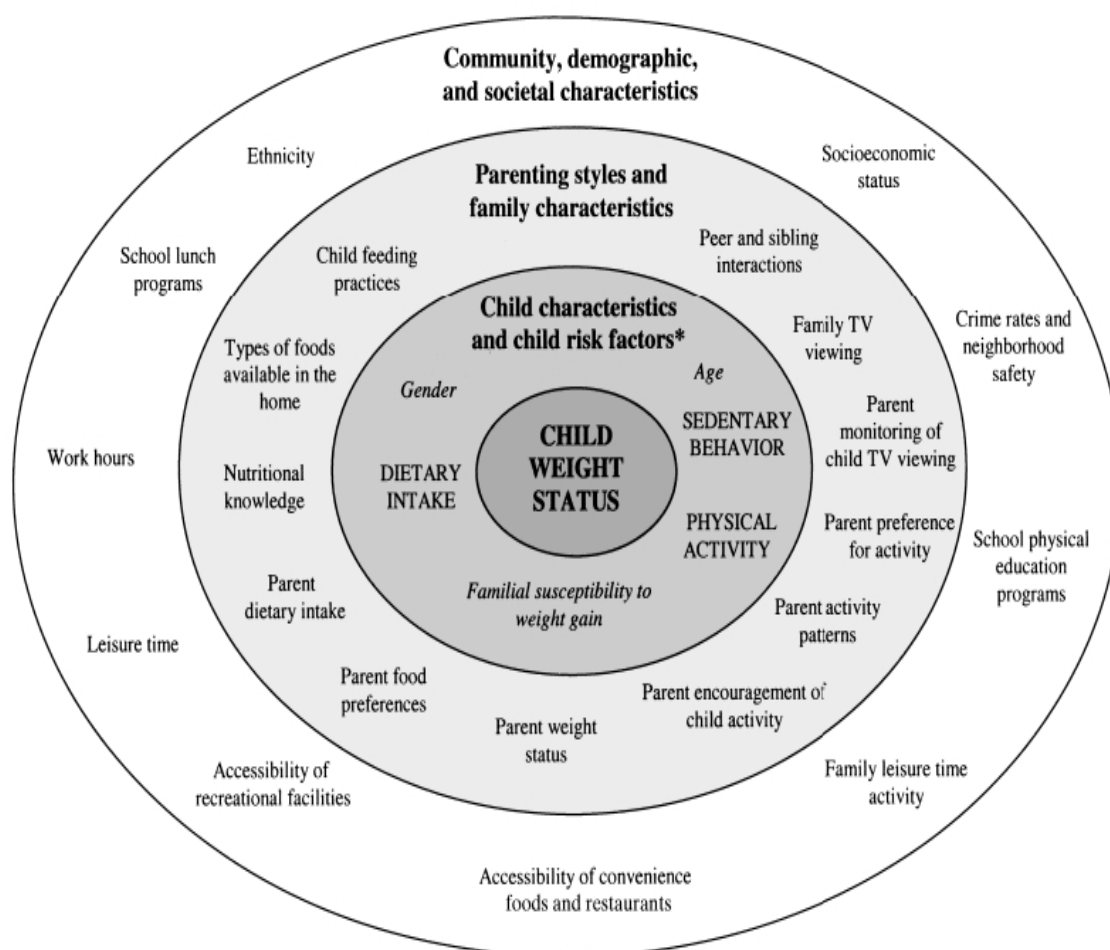 Community, demographic,
and societal characteristics
Ethnicity
Socioeconomic
status
Parenting styles and
family characteristics
School lunch
programs
Child feeding
practices
Peer and sibling
interactions
Child characteristics
and child risk factors*
Types of foods
available in the
home
Family TV
viewing
Crime rates and
neighborhood
safety
Gender
Age
Work hours
Nutritional
knowledge
DIETARY
INTAKE
CHILD
WEIGHT
STATUS
SEDENTARY
BEHAVIOR
PHYSICAL
ACTIVITY
Parent
monitoring of
child TV viewing
Parent preference
for activity
School physical
education
programs
Familial susceptibility to
weight gain
Parent
dietary intake
Parent activity
patterns
Leisure time
Parent food
preferences
Parent weight
status
Parent encouragement of
child activity
Accessibility of
recreational facilities
Family leisure time
activity
Accessibility of convenience
foods and restaurants